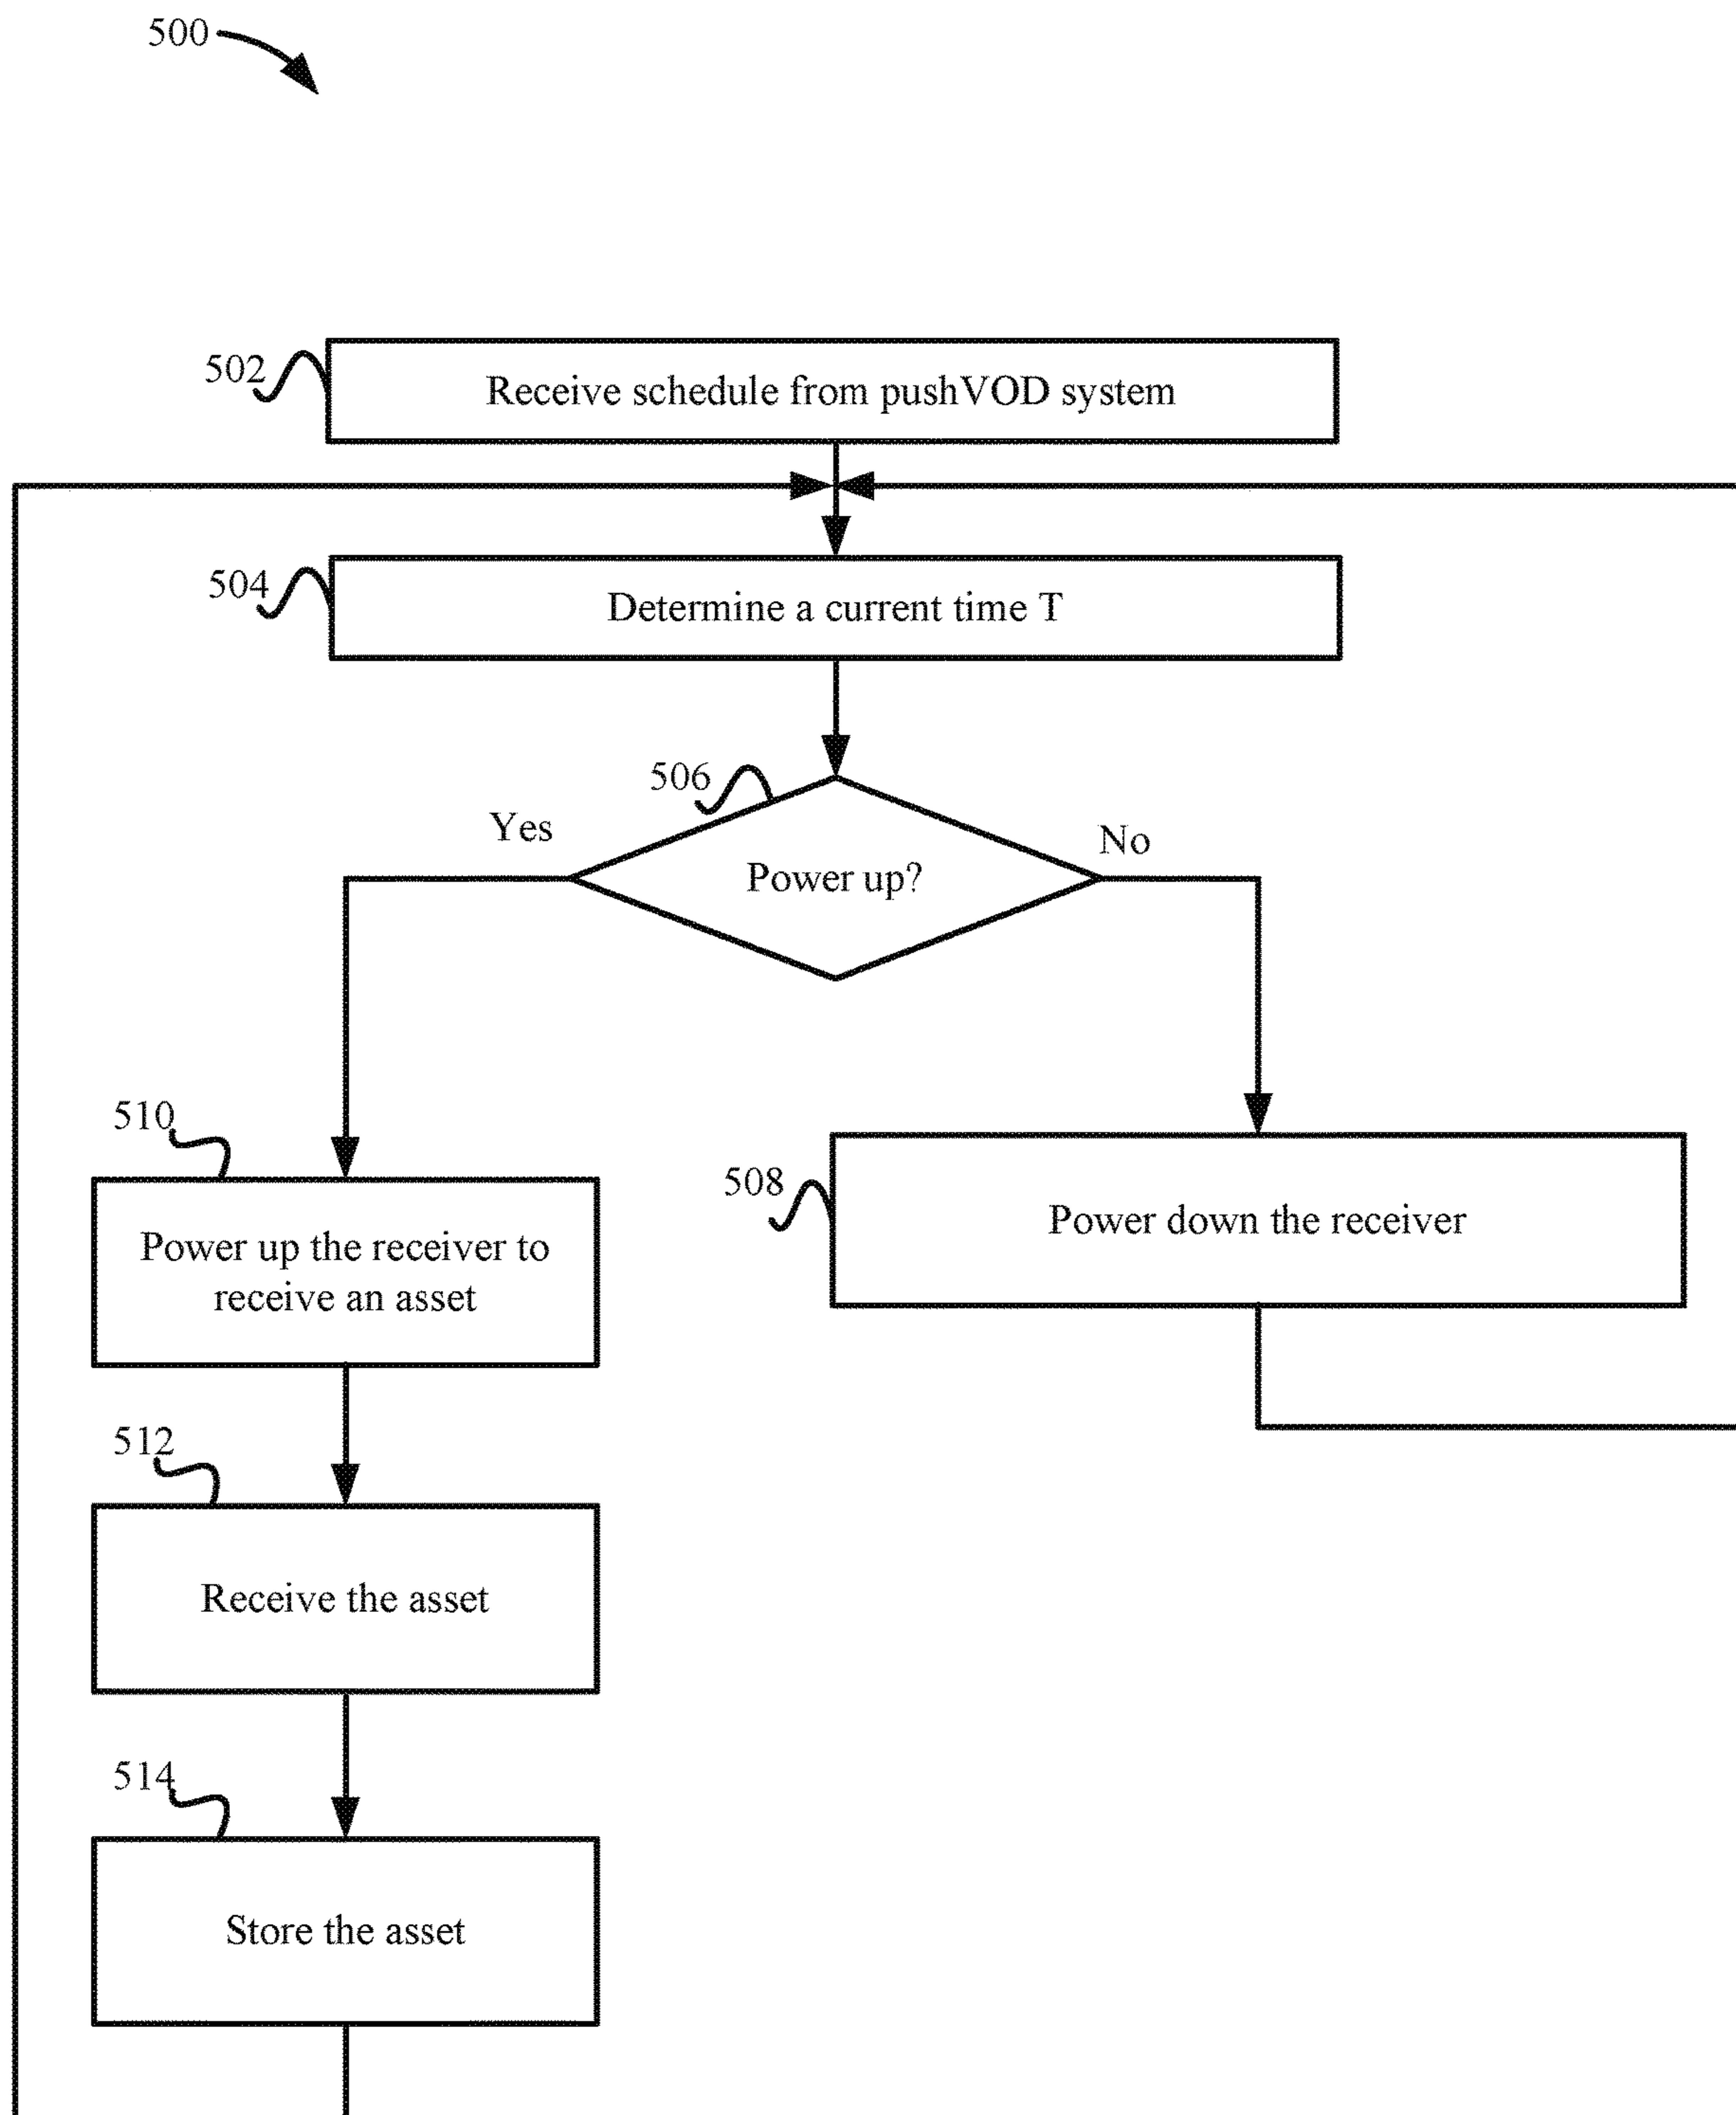 500
502
Receive schedule from pushVOD system
504
Determine a current time T
506
Yes
No
Power up?
510
508
Power up the receiver to
receive an asset
Power down the receiver
512
Receive the asset
514
Store the asset